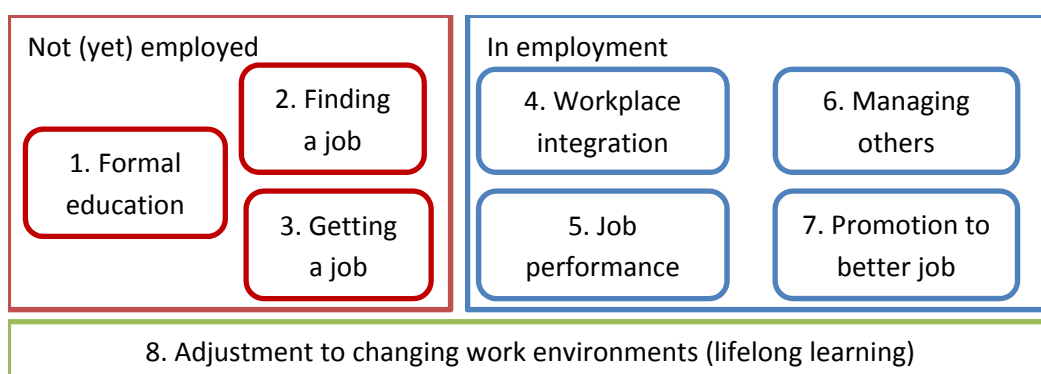 Not (yet) employed
1. Formal
education
2. Finding
a job
3. Getting
a job
In employment
4. Workplace
integration
5. Job
performance
6. Managing
others
7. Promotion to
better job
8. Adjustment to changing work environments (lifelong learning)